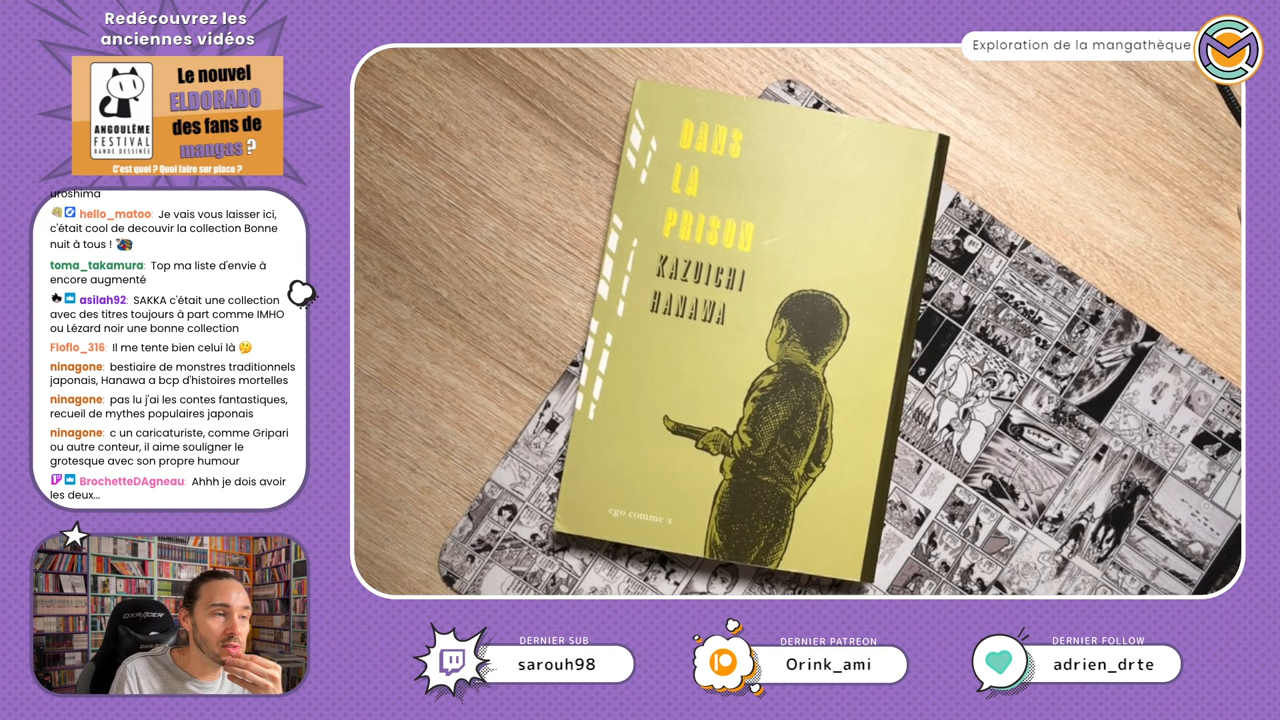 Redécouvrez les
anciennes vidéos
ANGOULÊME
FESTIVAL
BANDE DESSINÉE
Le nouvel
ELDORADO
des fans de
mangas ?
C'est quoi ? Quoi faire sur place ?
uroshima
hello_matoo: Je vais vous laisser ici,
c'était cool de decouvir la collection Bonne
nuit à tous !
toma_takamura: Top ma liste d'envie à
encore augmenté
asilah92: SAKKA c'était une collection
avec des titres toujours à part comme IMHO
ou Lézard noir une bonne collection
Floflo_316: Il me tente bien celui là 🤔
ninagone: bestiaire de monstres traditionnels
japonais, Hanawa a bcp d'histoires mortelles
ninagone: pas lu j'ai les contes fantastiques,
recueil de mythes populaires japonais
ninagone: c un caricaturiste, comme Gripari
ou autre conteur, il aime souligner le
grotesque avec son propre humour
BrochetteDAgneau: Ahhh je dois avoir
les deux...
DXRACER
Exploration de la mangathèque
DANS
LA
PRISON
KAZUICHI
HANAWA
ego comme x
DERNIER SUB
sarouh98
DERNIER PATREON
Orink_ami
DERNIER FOLLOW
adrien_drte